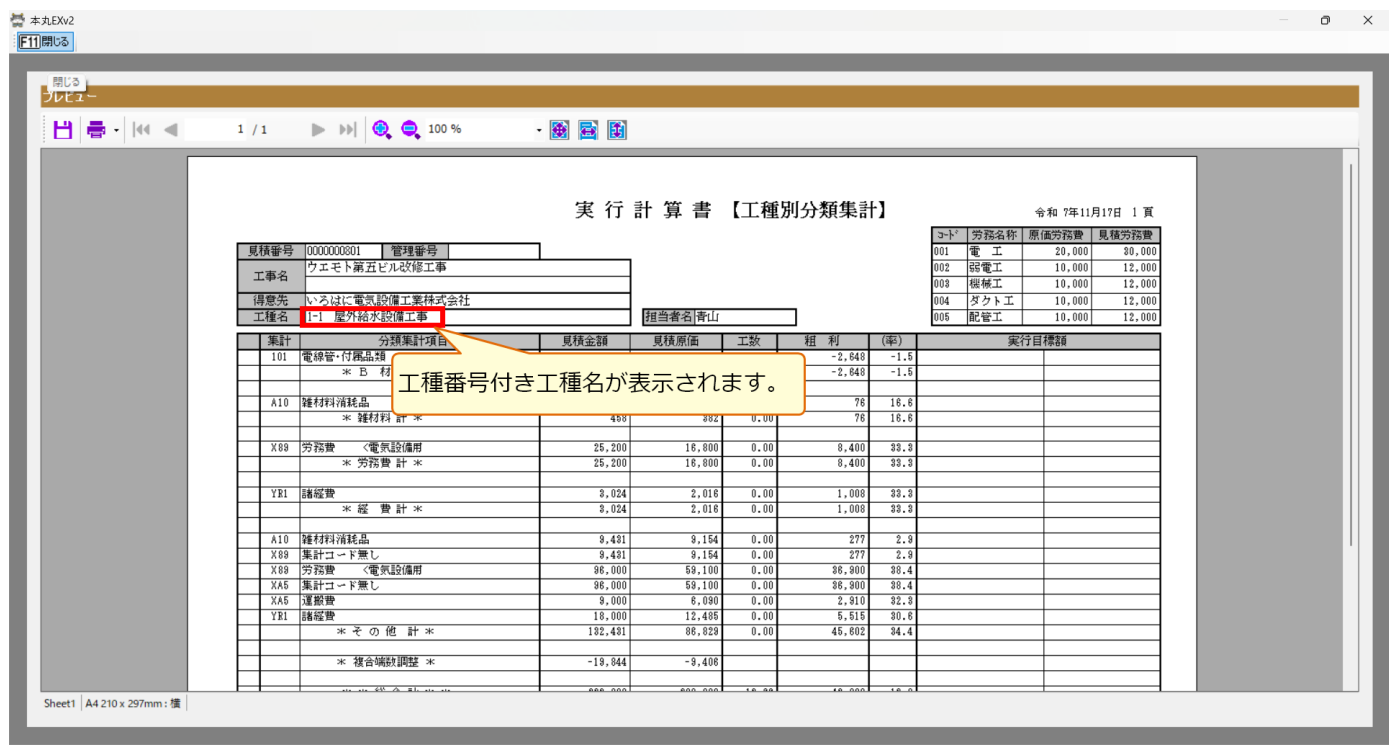 本丸EXv2
F11閉じる
閉じる
プレビュー
1 / 1 100 %
実行計算書【工種別分類集計】
令和 7年11月17日 1 頁
ｺｰﾄﾞ 労務名称 原価労務費 見積労務費
001 電 工 20,000 30,000
002 弱電工 10,000 12,000
003 機械工 10,000 12,000
004 ダクト工 10,000 12,000
005 配管工 10,000 12,000
見積番号 0000000801 管理番号
工事名 ウエモト第五ビル改修工事
得意先 いろはに電気設備工業株式会社
工種名 1-1 屋外給水設備工事 担当者名 青山
集計 分類集計項目 見積金額 見積原価 工数 粗 利 (率) 実行目標額
工種番号付き工種名が表示されます。
101 電線管・付属品類 -2,648 -1.5
＊ B 材 -2,648 -1.5
A10 雑材料消耗品 76 16.6
＊ 雑材料 計 ＊ 458 382 0.00 76 16.6
X89 労務費 <電気設備用 25,200 16,800 0.00 8,400 33.3
＊ 労務費 計 ＊ 25,200 16,800 0.00 8,400 33.3
YR1 諸経費 3,024 2,016 0.00 1,008 33.3
＊ 経 費 計 ＊ 3,024 2,016 0.00 1,008 33.3
A10 雑材料消耗品 9,431 9,154 0.00 277 2.9
X89 集計コード無し 9,431 9,154 0.00 277 2.9
X89 労務費 <電気設備用 96,000 59,100 0.00 36,900 38.4
XA5 集計コード無し 96,000 59,100 0.00 36,900 38.4
XA5 運搬費 9,000 6,090 0.00 2,910 32.3
YR1 諸経費 18,000 12,485 0.00 5,515 30.6
＊ その他 計 ＊ 132,431 86,829 0.00 45,602 34.4
＊ 複合端数調整 ＊ -19,844 -9,406
Sheet1 A4 210 x 297mm : 横